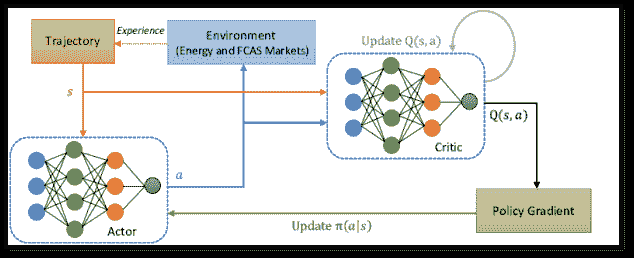 Trajectory
Experience
Environment
(Energy and FCAS Markets)
Update Q(s, a)
s
a
Critic
Q(s, a)
Actor
Update π(a|s)
Policy Gradient